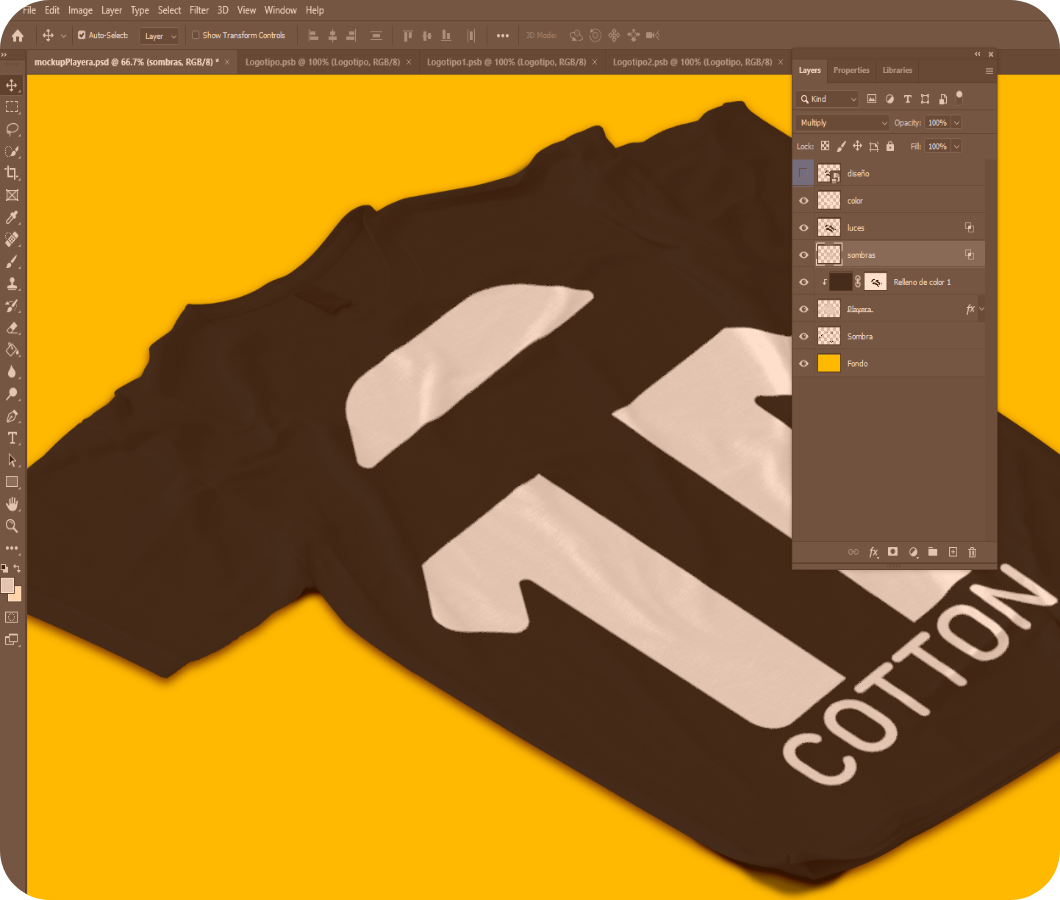 File Edit Image Layer Type Select Filter 3D View Window Help
Auto-Select: Layer Show Transform Controls 3D Mode:
mockupPlayera.psd @ 66.7% (sombras, RGB/8) * × Logotipo.psb @ 100% (Logotipo, RGB/8) × Logotipo1.psb @ 100% (Logotipo, RGB/8) × Logotipo2.psb @ 100% (Logotipo, RGB/8) ×
Layers Properties Libraries
Kind
Multiply Opacity: 100%
Lock: Fill: 100%
diseño
color
luces
sombras
Relleno de color 1
Playera. fx
Sombra
Fondo
fx
COTTON